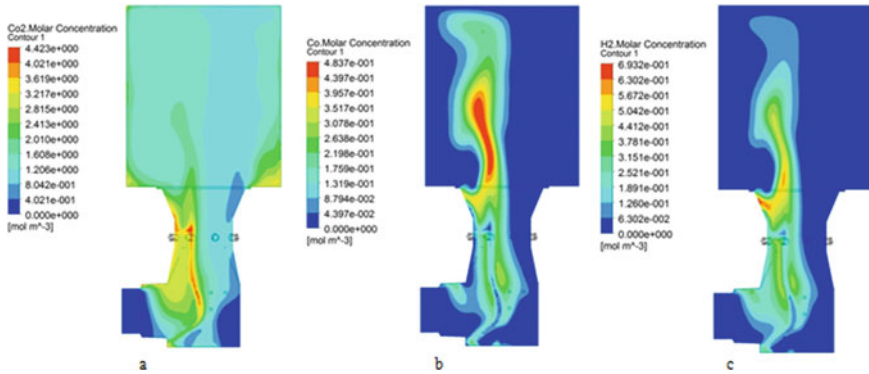 Co2.Molar Concentration
Contour 1
4.423e+000
4.021e+000
3.619e+000
3.217e+000
2.815e+000
2.413e+000
2.010e+000
1.608e+000
1.206e+000
8.042e-001
4.021e-001
0.000e+000
[mol m^-3]
a
Co.Molar Concentration
Contour 1
4.837e-001
4.397e-001
3.957e-001
3.517e-001
3.078e-001
2.638e-001
2.198e-001
1.759e-001
1.319e-001
8.794e-002
4.397e-002
0.000e+000
[mol m^-3]
b
H2.Molar Concentration
Contour 1
6.932e-001
6.302e-001
5.672e-001
5.042e-001
4.412e-001
3.781e-001
3.151e-001
2.521e-001
1.891e-001
1.260e-001
6.302e-002
0.000e+000
[mol m^-3]
c